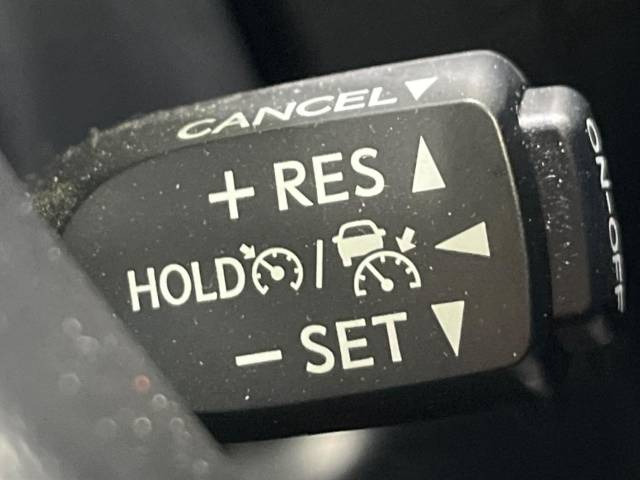 CANCEL ▼
+ RES ▲
HOLD / ◀
− SET ▼
ON-OFF